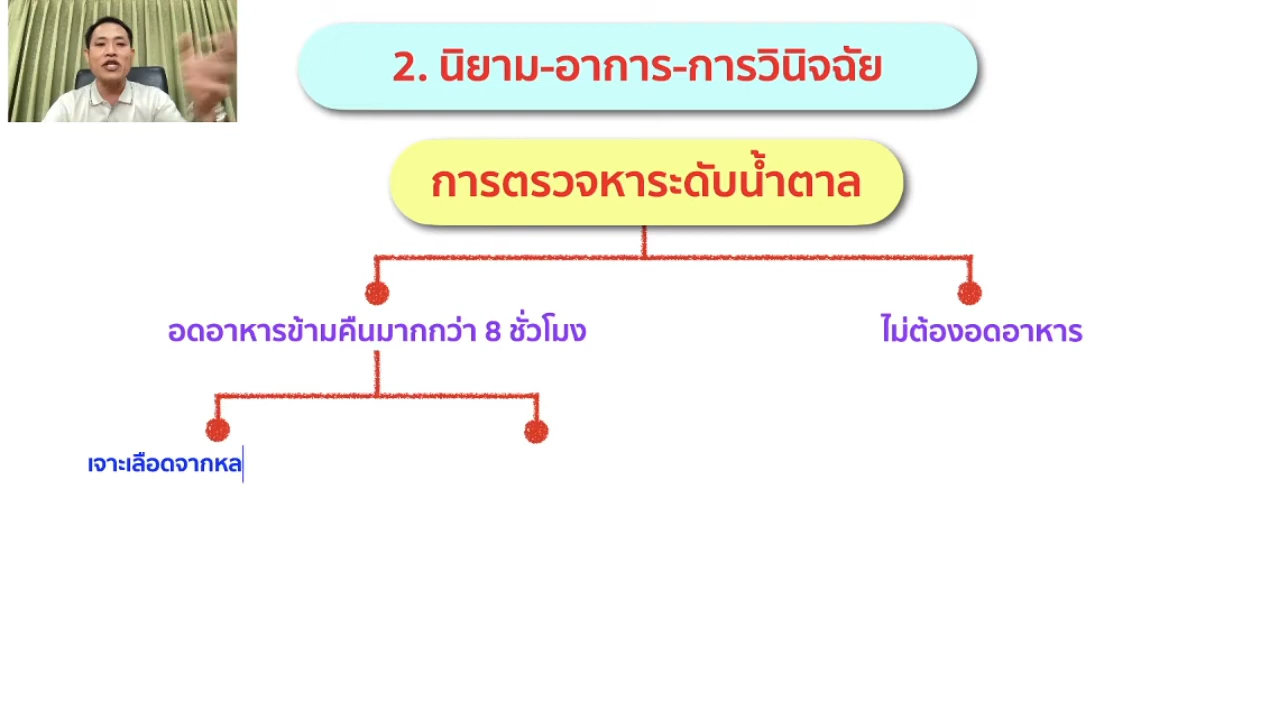 2. นิยาม-อาการ-การวินิจฉัย
การตรวจหาระดับน้ำตาล
อดอาหารข้ามคืนมากกว่า 8 ชั่วโมง
ไม่ต้องอดอาหาร
เจาะเลือดจากหล